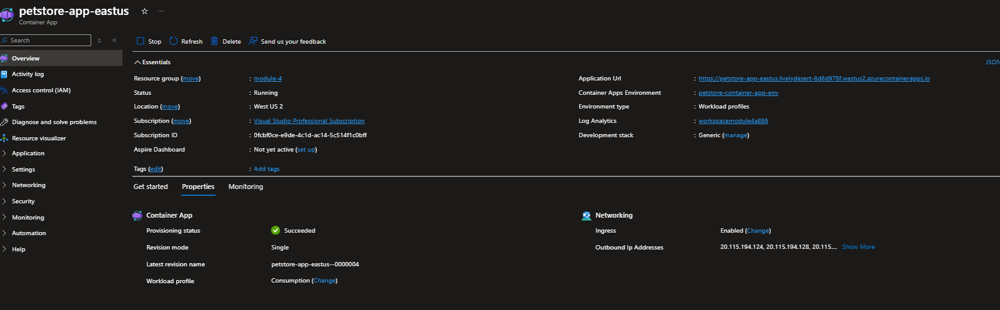 petstore-app-eastus
Container App
Search
Stop Refresh Delete Send us your feedback
Overview
Activity log
Access control (IAM)
Tags
Diagnose and solve problems
Resource visualizer
Application
Settings
Networking
Security
Monitoring
Automation
Help
Essentials
JSON
Resource group (move) : module-4
Status : Running
Location (move) : West US 2
Subscription (move) : Visual Studio Professional Subscription
Subscription ID : 0fcbf0ce-e9de-4c1d-ac14-5c514f1c0bff
Aspire Dashboard : Not yet active (set up)
Tags (edit) : Add tags
Application Url : https://petstore-app-eastus.livelydesert-8d8d978f.westus2.azurecontainerapps.io
Container Apps Environment : petstore-container-app-env
Environment type : Workload profiles
Log Analytics : workspacemodule4a886
Development stack : Generic (manage)
Get started Properties Monitoring
Container App
Provisioning status Succeeded
Revision mode Single
Latest revision name petstore-app-eastus--0000004
Workload profile Consumption (Change)
Networking
Ingress Enabled (Change)
Outbound Ip Addresses 20.115.194.124, 20.115.194.128, 20.115.... Show More